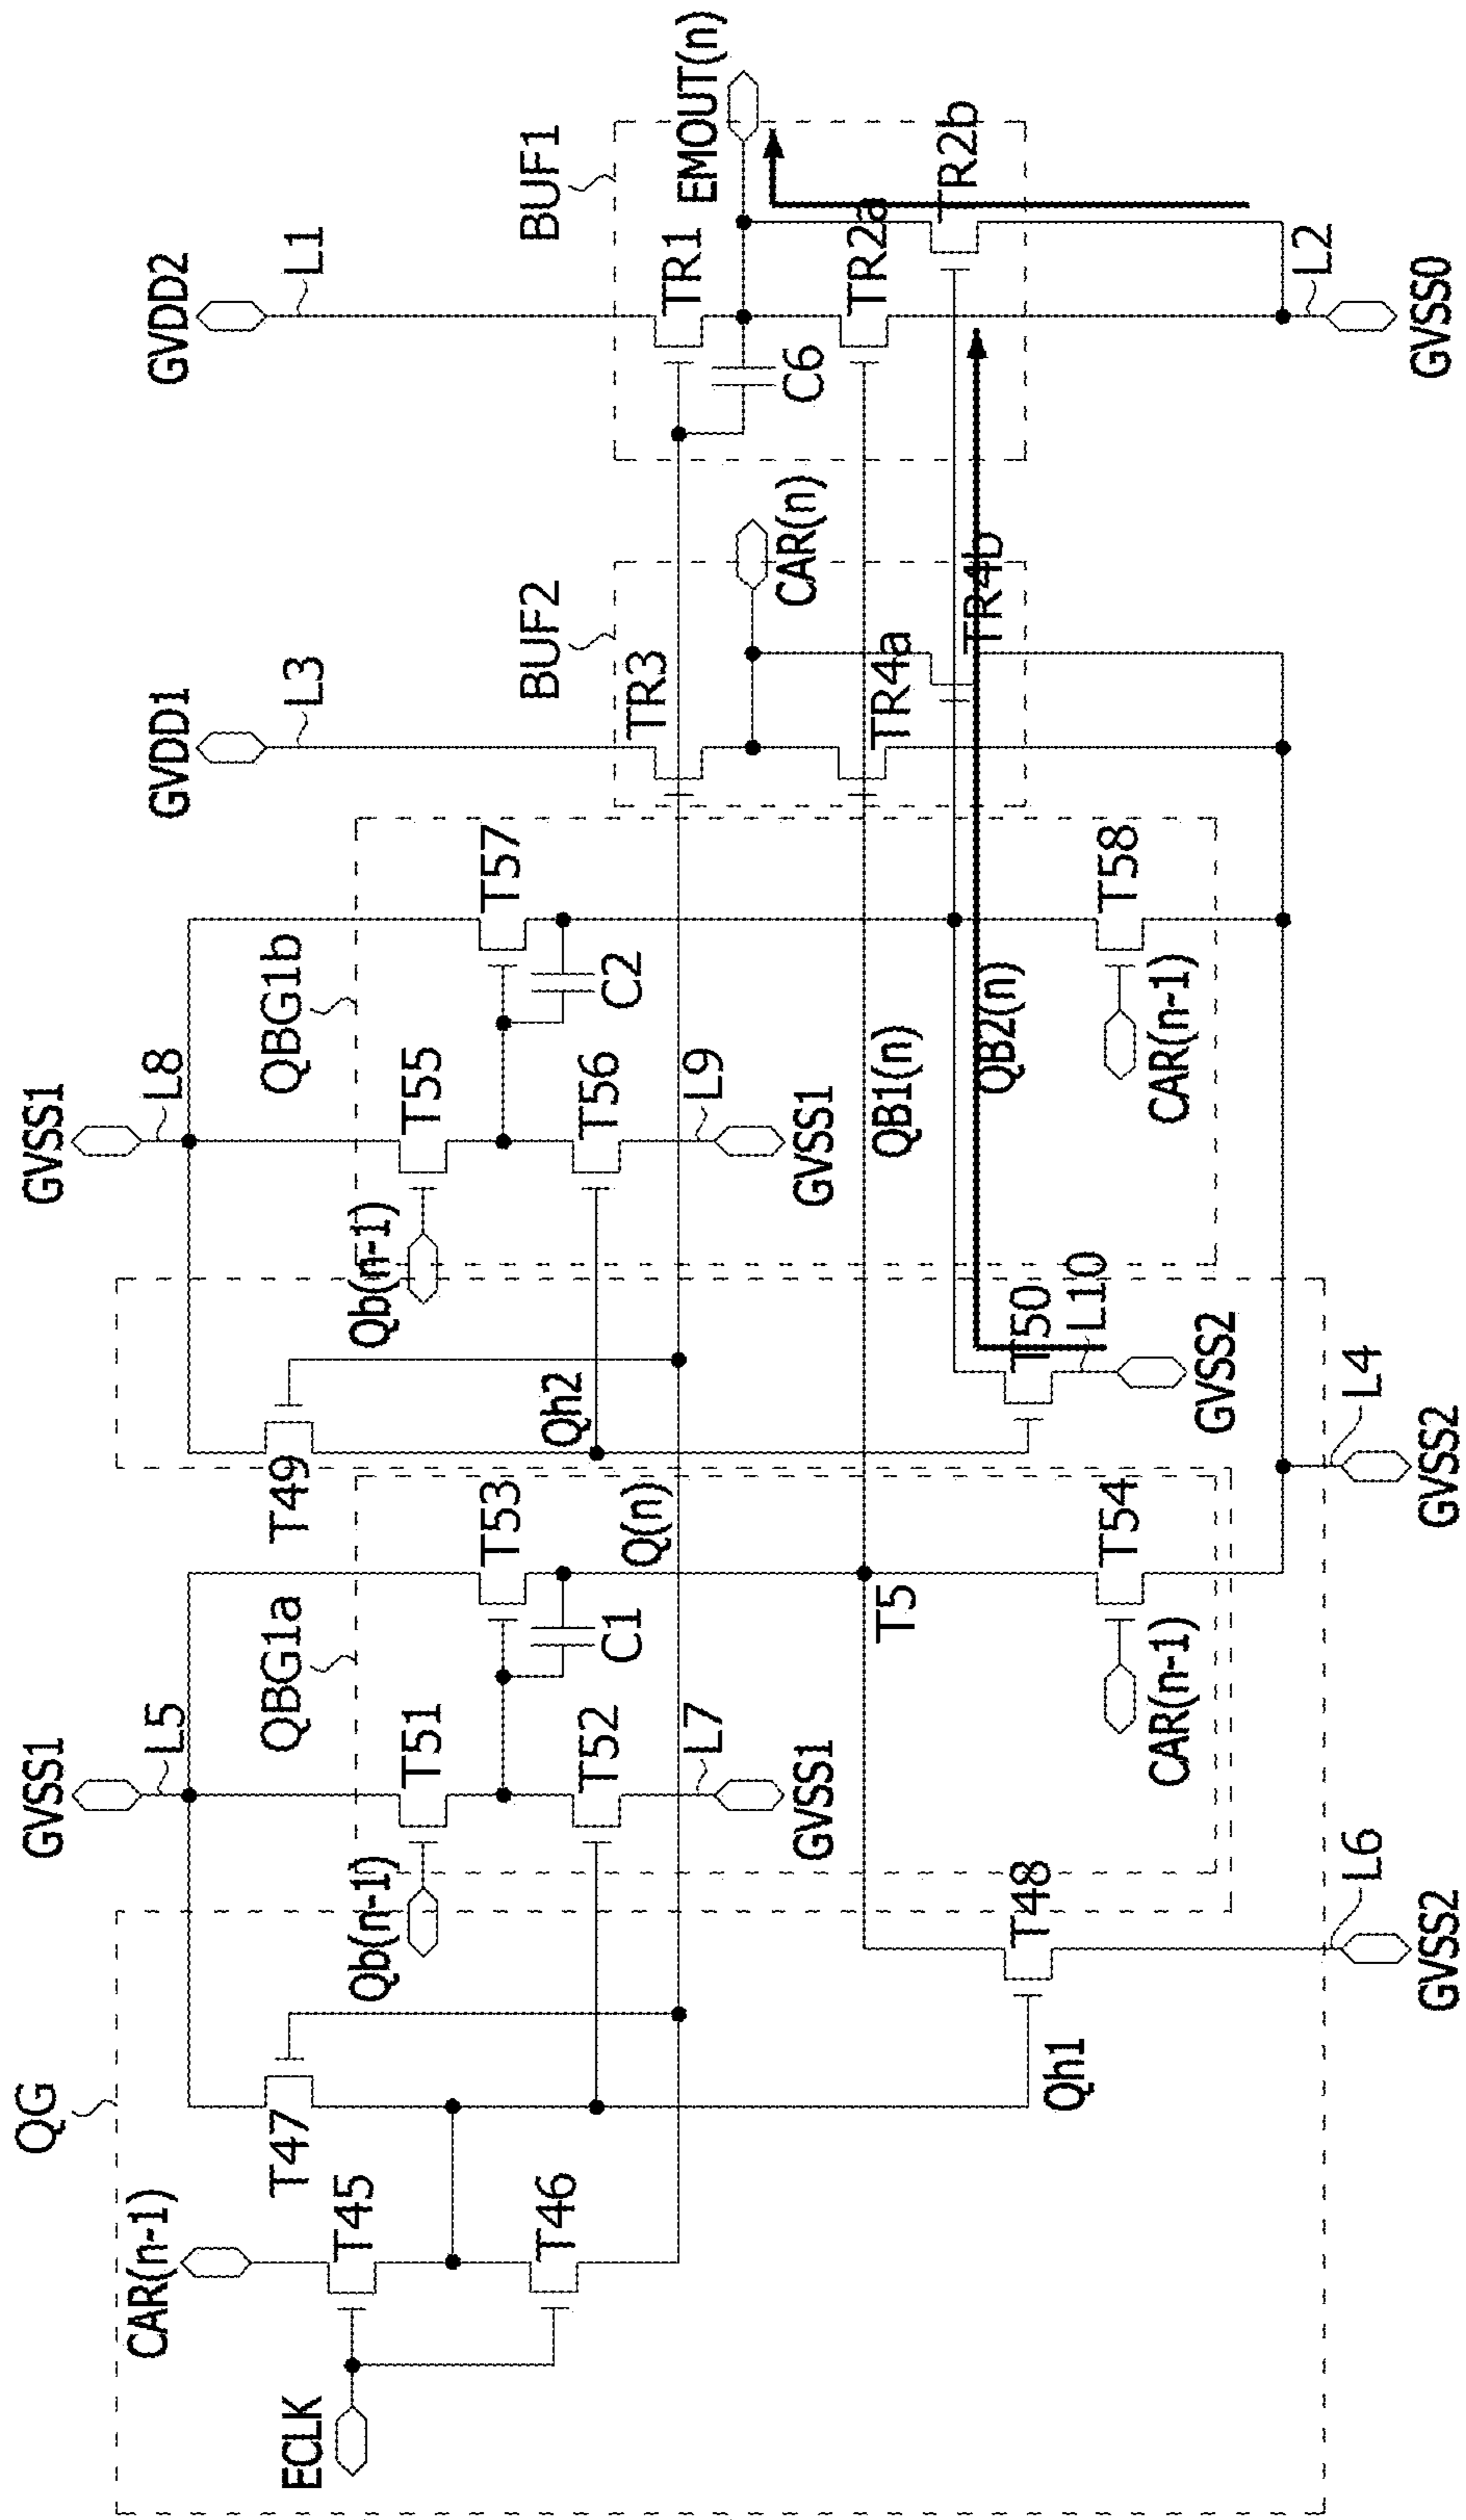 QG
CAR(n-1)
ECLK
T45
T46
T47
GVSS1
L5
QBG1a
Qb(n-1)
T51
T52
T53
C1
L7
GVSS1
Q(n)
T5
T48
Qh1
L6
GVSS2
T54
CAR(n-1)
T49
Qh2
T50
L10
GVSS2
L4
GVSS2
GVSS1
L8
QBG1b
Qb(n-1)
T55
T56
T57
C2
L9
GVSS1
QB1(n)
QB2(n)
T58
CAR(n-1)
GVDD1
L3
BUF2
TR3
CAR(n)
TR4a
TR4b
GVDD2
L1
BUF1
TR1
EMOUT(n)
C6
TR2a
TR2b
L2
GVSS0